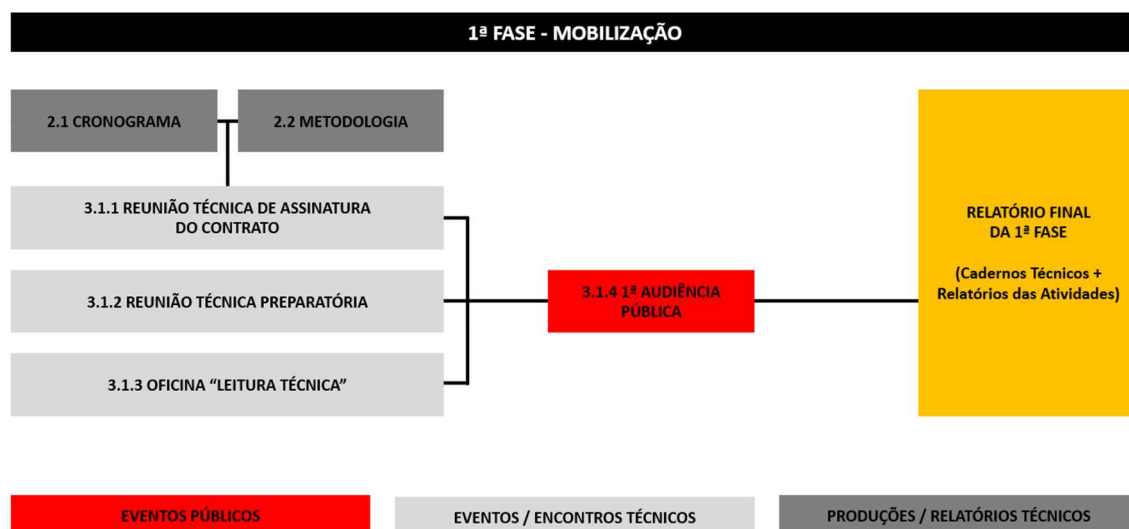 1ª FASE - MOBILIZAÇÃO
2.1 CRONOGRAMA
2.2 METODOLOGIA
3.1.1 REUNIÃO TÉCNICA DE ASSINATURA
DO CONTRATO
3.1.2 REUNIÃO TÉCNICA PREPARATÓRIA
3.1.3 OFICINA “LEITURA TÉCNICA”
3.1.4 1ª AUDIÊNCIA
PÚBLICA
RELATÓRIO FINAL
DA 1ª FASE
(Cadernos Técnicos +
Relatórios das Atividades)
EVENTOS PÚBLICOS
EVENTOS / ENCONTROS TÉCNICOS
PRODUÇÕES / RELATÓRIOS TÉCNICOS